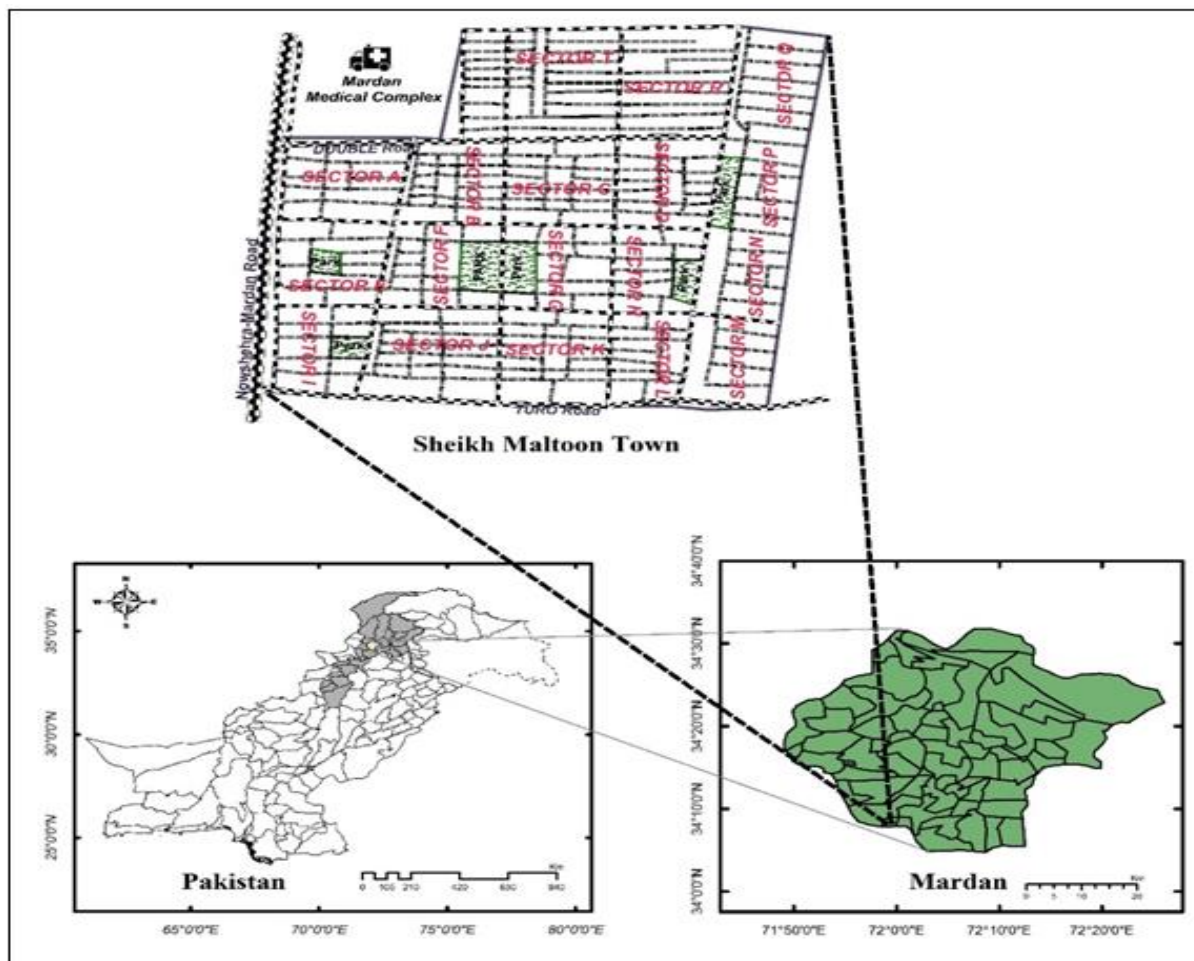 Mardan
Medical Complex
SECTOR T
SECTOR R
SECTOR Q
DOUBLE Road
SECTOR A
SECTOR B
SECTOR C
SECTOR D
PARK
SECTOR P
Nowshehra-Mardan Road
SECTOR E
SECTOR F
PARK
SECTOR G
SECTOR H
Park
SECTOR N
SECTOR I
Park
SECTOR J
SECTOR K
SECTOR L
SECTOR M
TURO Road
Sheikh Maltoon Town
N
W
E
S
35°0'0"N
30°0'0"N
25°0'0"N
Pakistan
Km
0 105 210 420 630 840
65°0'0"E 70°0'0"E 75°0'0"E 80°0'0"E
34°40'0"N
34°30'0"N
34°20'0"N
34°10'0"N
34°0'0"N
Mardan
Km
0 5 10 20
71°50'0"E 72°0'0"E 72°10'0"E 72°20'0"E